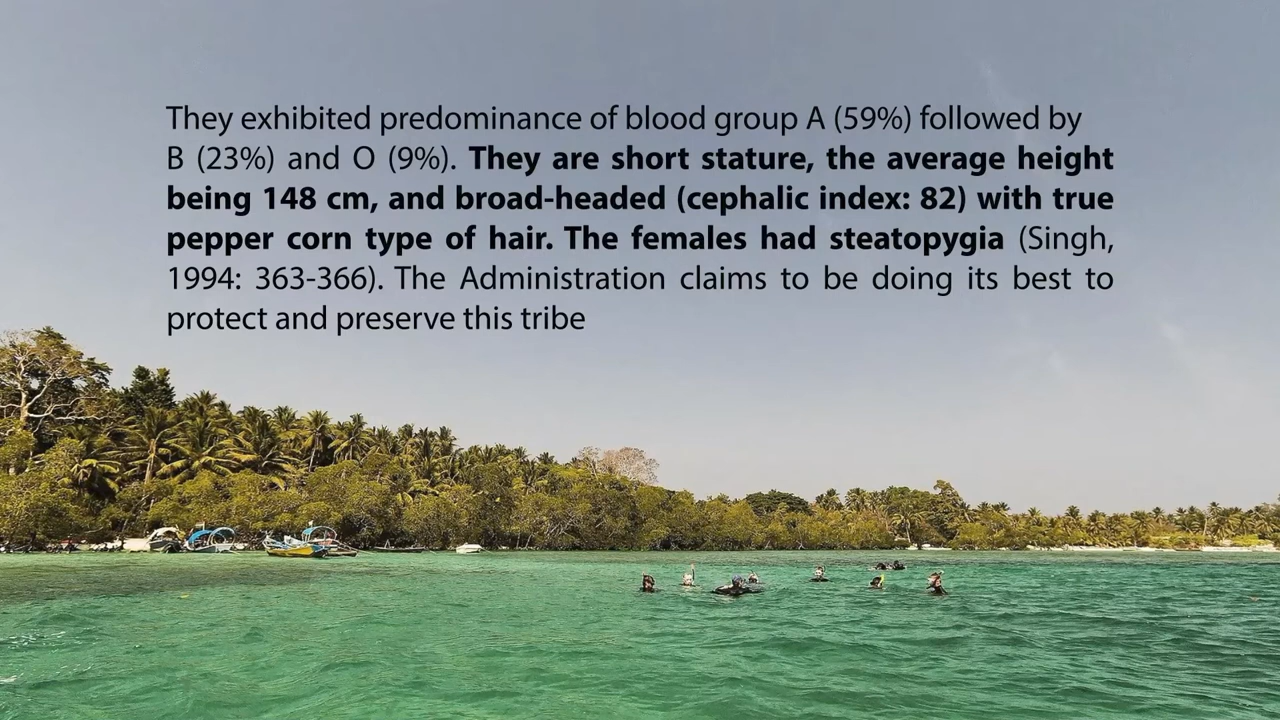 They exhibited predominance of blood group A (59%) followed by
B (23%) and O (9%). They are short stature, the average height
being 148 cm, and broad-headed (cephalic index: 82) with true
pepper corn type of hair. The females had steatopygia (Singh,
1994: 363-366). The Administration claims to be doing its best to
protect and preserve this tribe